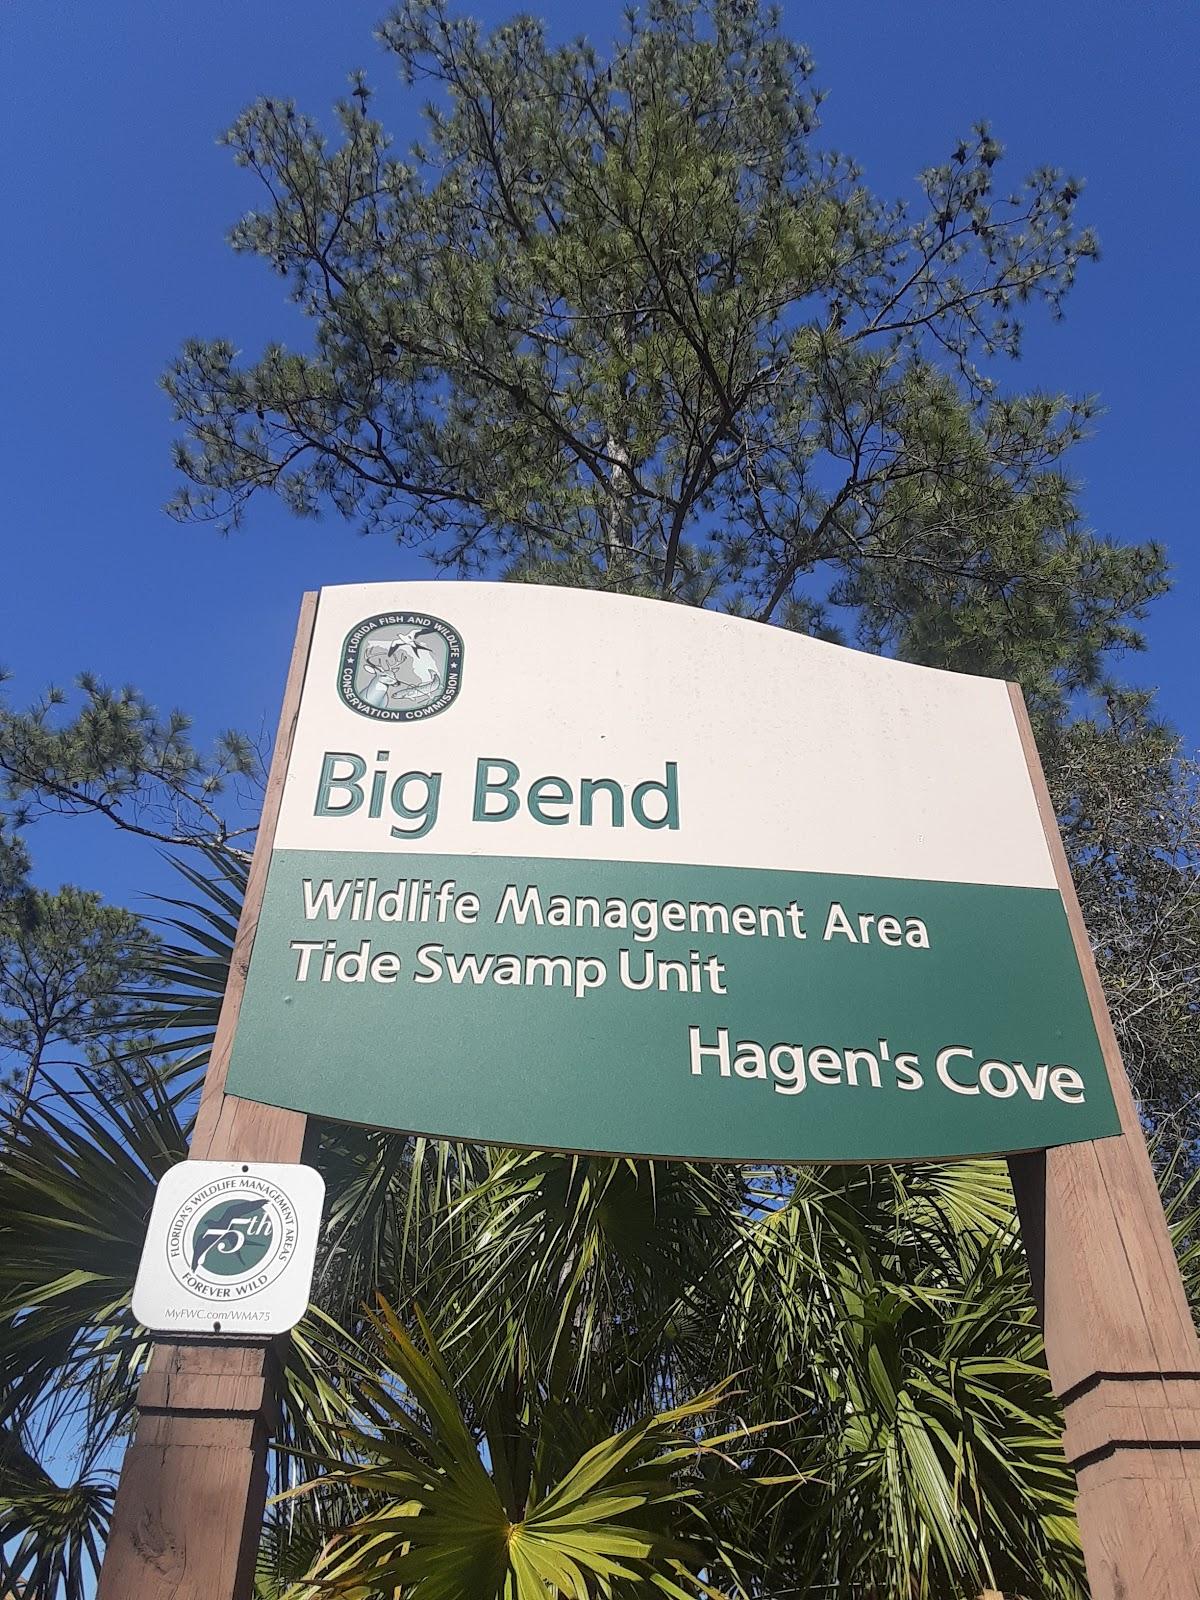 FLORIDA FISH AND WILDLIFE
CONSERVATION COMMISSION
Big Bend
Wildlife Management Area
Tide Swamp Unit
Hagen's Cove
FLORIDA'S WILDLIFE MANAGEMENT AREAS
75th
FOREVER WILD
MyFWC.com/WMA75